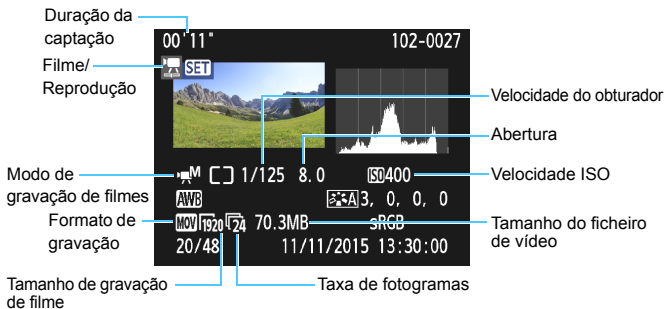 Duração da
captação
00'11" 102-0027
Filme/
Reprodução
SET
Velocidade do obturador
Abertura
Modo de
gravação de filmes
M 1/125 8.0 ISO 400
Velocidade ISO
AWB A 3, 0, 0, 0
Formato de
gravação
MOV 1920 24 70.3MB sRGB
Tamanho do ficheiro
de vídeo
20/48 11/11/2015 13:30:00
Tamanho de gravação
de filme
Taxa de fotogramas